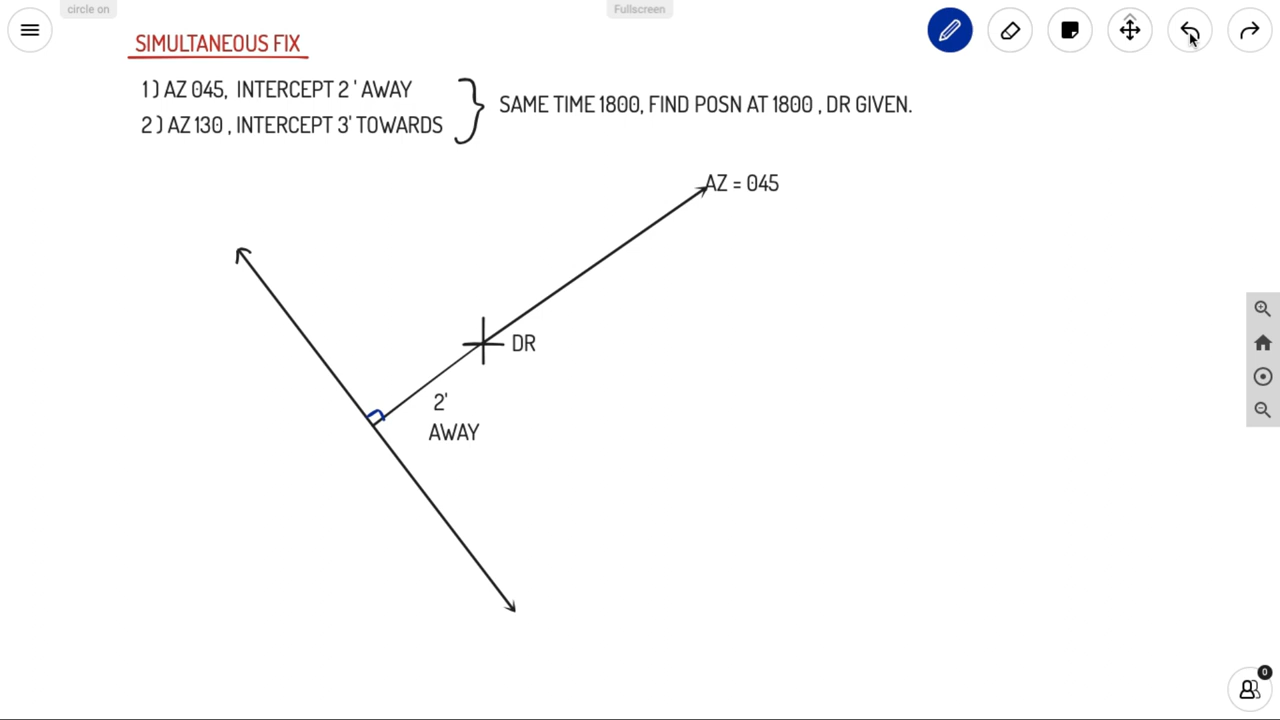 circle on
Fullscreen
SIMULTANEOUS FIX
1) AZ 045, INTERCEPT 2' AWAY
2) AZ 130, INTERCEPT 3' TOWARDS
SAME TIME 1800, FIND POSN AT 1800, DR GIVEN.
AZ = 045
DR
2'
AWAY
0